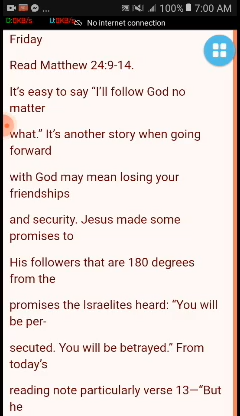 100% 7:00 AM
0:0KB/s U:0KB/s No internet connection
Friday
Read Matthew 24:9-14.
It's easy to say “I'll follow God no
matter
what.” It's another story when going
forward
with God may mean losing your
friendships
and security. Jesus made some
promises to
His followers that are 180 degrees
from the
promises the Israelites heard: “You will
be per-
secuted. You will be betrayed.” From
today's
reading note particularly verse 13—“But
he